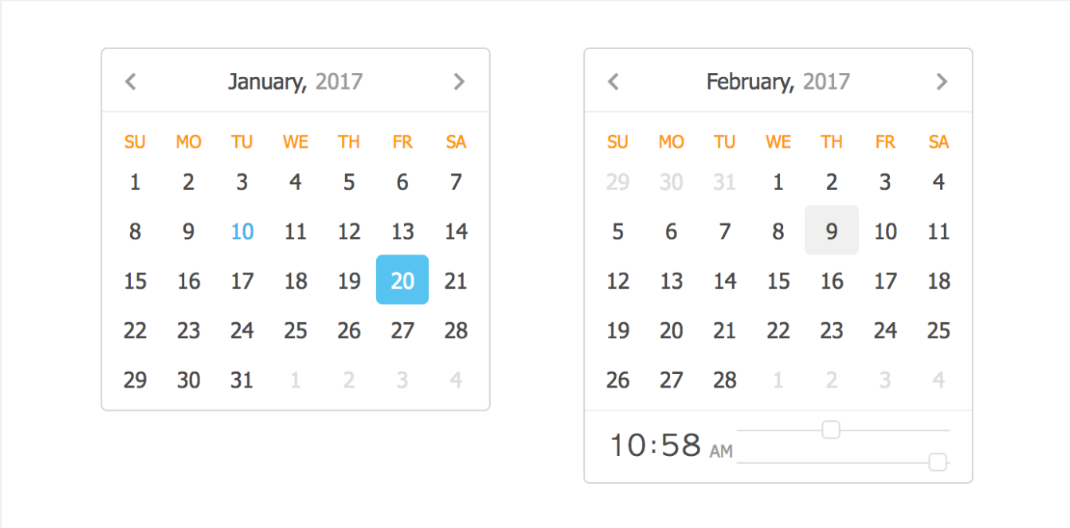 January, 2017
SU MO TU WE TH FR SA
1 2 3 4 5 6 7
8 9 10 11 12 13 14
15 16 17 18 19 20 21
22 23 24 25 26 27 28
29 30 31 1 2 3 4
February, 2017
SU MO TU WE TH FR SA
29 30 31 1 2 3 4
5 6 7 8 9 10 11
12 13 14 15 16 17 18
19 20 21 22 23 24 25
26 27 28 1 2 3 4
10:58 AM